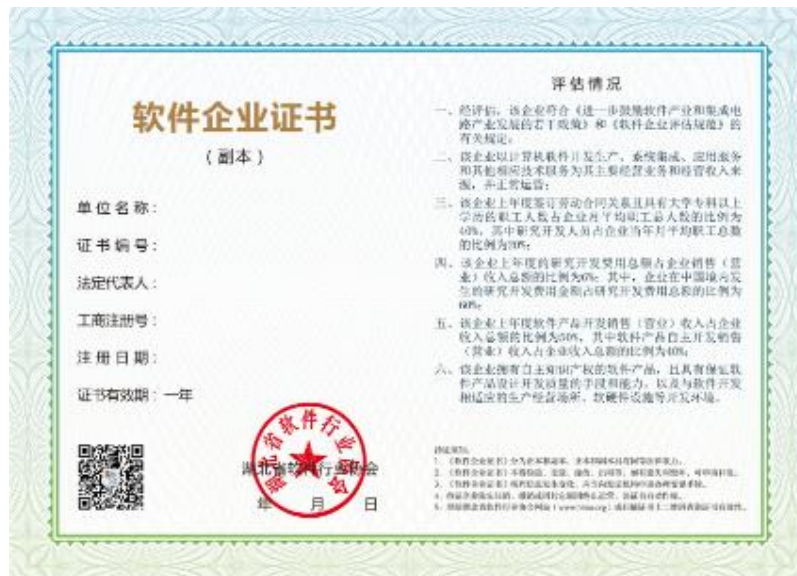 软件企业证书
（副本）
单位名称：
证书编号：
法定代表人：
工商注册号：
注册日期：
证书有效期：一年
湖北省软件行业协会
年 月 日
评估情况
一、经评估，该企业符合《进一步鼓励软件产业和集成电
路产业发展的若干政策》和《软件企业评估规范》的
有关规定。
二、该企业以计算机软件开发生产、系统集成、应用服务
和其他相应技术服务为其主要经营业务和经营收入来
源，并正常运营；
三、该企业上年度签订劳动合同关系且具有大学专科以上
学历的职工人数占企业月平均职工总人数的比例为
40%，其中研究开发人员占企业当年月平均职工总数
的比例为20%；
四、该企业上年度的研究开发费用总额占企业销售（营
业）收入总额的比例为6%；其中，企业在中国境内发
生的研究开发费用金额占研究开发费用总额的比例为
60%；
五、该企业上年度软件产品开发销售（营业）收入占企业
收入总额的比例为50%，其中软件产品自主开发销售
（营业）收入占企业收入总额的比例为40%；
六、该企业拥有自主知识产权的软件产品，且具有保证软
件产品设计开发质量的手段和能力，以及与软件开发
相适应的生产经营场所、软硬件设施等开发环境。